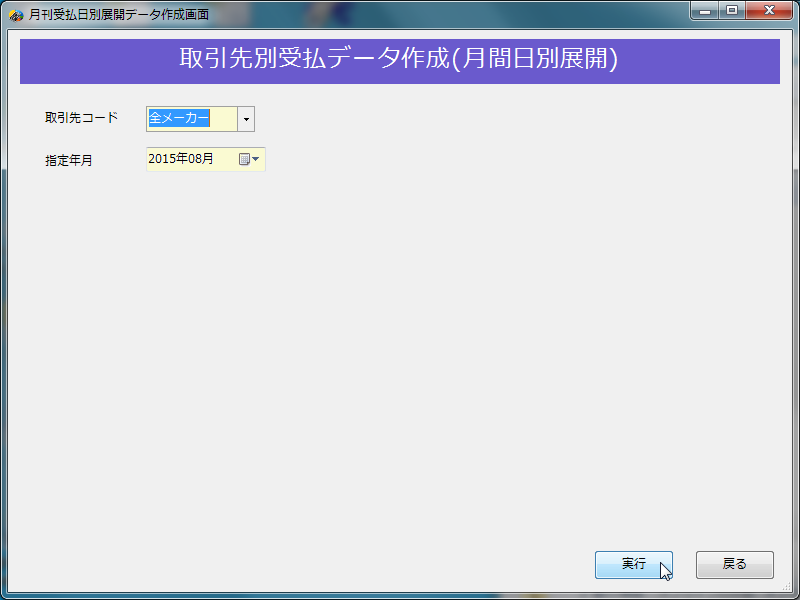 月刊受払日別展開データ作成画面
取引先別受払データ作成(月間日別展開)
取引先コード 全メーカー
指定年月 2015年08月
実行 戻る